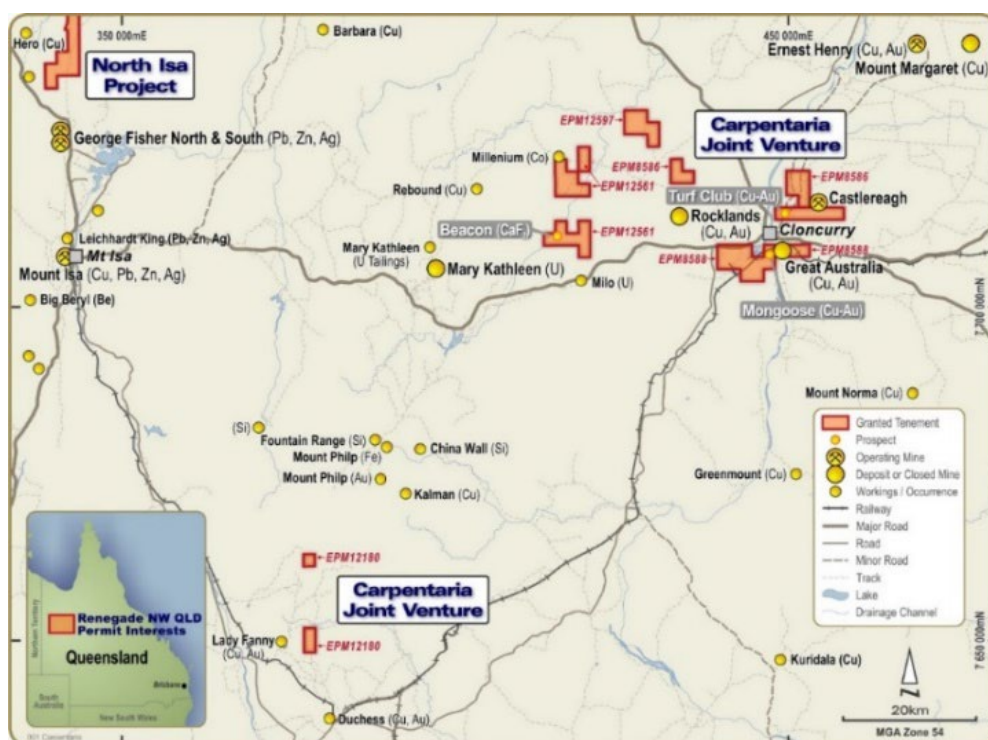 350 000mE
450 000mE
Hero (Cu)
Barbara (Cu)
Ernest Henry (Cu, Au)
Mount Margaret (Cu)
North Isa
Project
George Fisher North & South (Pb, Zn, Ag)
EPM12597
Carpentaria
Joint Venture
Millenium (Co)
EPM8586
EPM8586
Rebound (Cu)
EPM12561
Turf Club (Cu-Au)
Castlereagh
Rocklands
(Cu, Au)
Cloncurry
Beacon (CaF.)
EPM12561
Leichhardt King (Pb, Zn, Ag)
Mt Isa
Mary Kathleen
(U Tailings)
EPM8588
EPM8588
Mount Isa (Cu, Pb, Zn, Ag)
Mary Kathleen (U)
Great Australia
(Cu, Au)
Milo (U)
Big Beryl (Be)
Mongoose (Cu-Au)
7 700 000mN
Mount Norma (Cu)
(Si)
Fountain Range (Si)
Mount Philp (Fe)
China Wall (Si)
Mount Philp (Au)
Kalman (Cu)
Greenmount (Cu)
Granted Tenement
Prospect
Operating Mine
Deposit or Closed Mine
Workings / Occurrence
Railway
Major Road
Road
Minor Road
Track
Lake
Drainage Channel
EPM12180
Carpentaria
Joint Venture
EPM12180
Lady Fanny
(Cu, Au)
Kuridala (Cu)
7 650 000mN
Duchess (Cu, Au)
Northern Territory
Renegade NW QLD
Permit Interests
Queensland
Brisbane
South
Australia
New South Wales
20km
MGA Zone 54